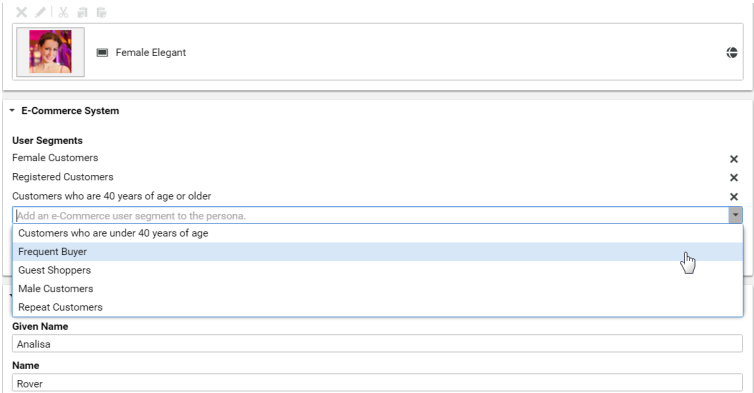 Female Elegant
E-Commerce System
User Segments
Female Customers
Registered Customers
Customers who are 40 years of age or older
Add an e-Commerce user segment to the persona.
Customers who are under 40 years of age
Frequent Buyer
Guest Shoppers
Male Customers
Repeat Customers
Given Name
Analisa
Name
Rover